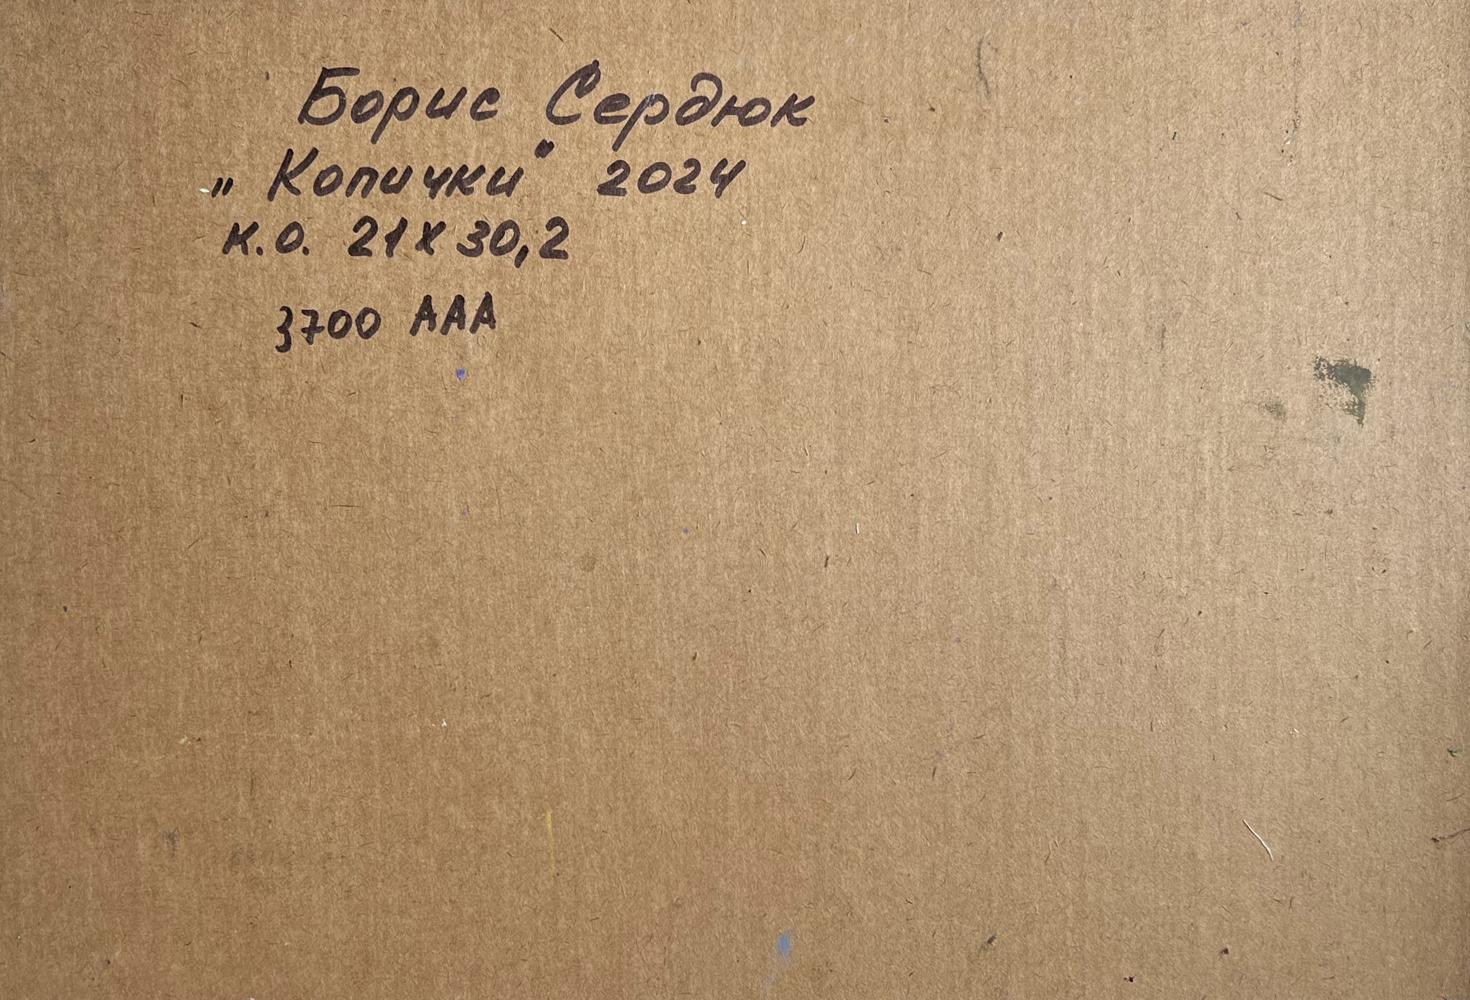 Борис Сердюк
„Копички" 2024
к.о. 21х30,2
3700 ААА